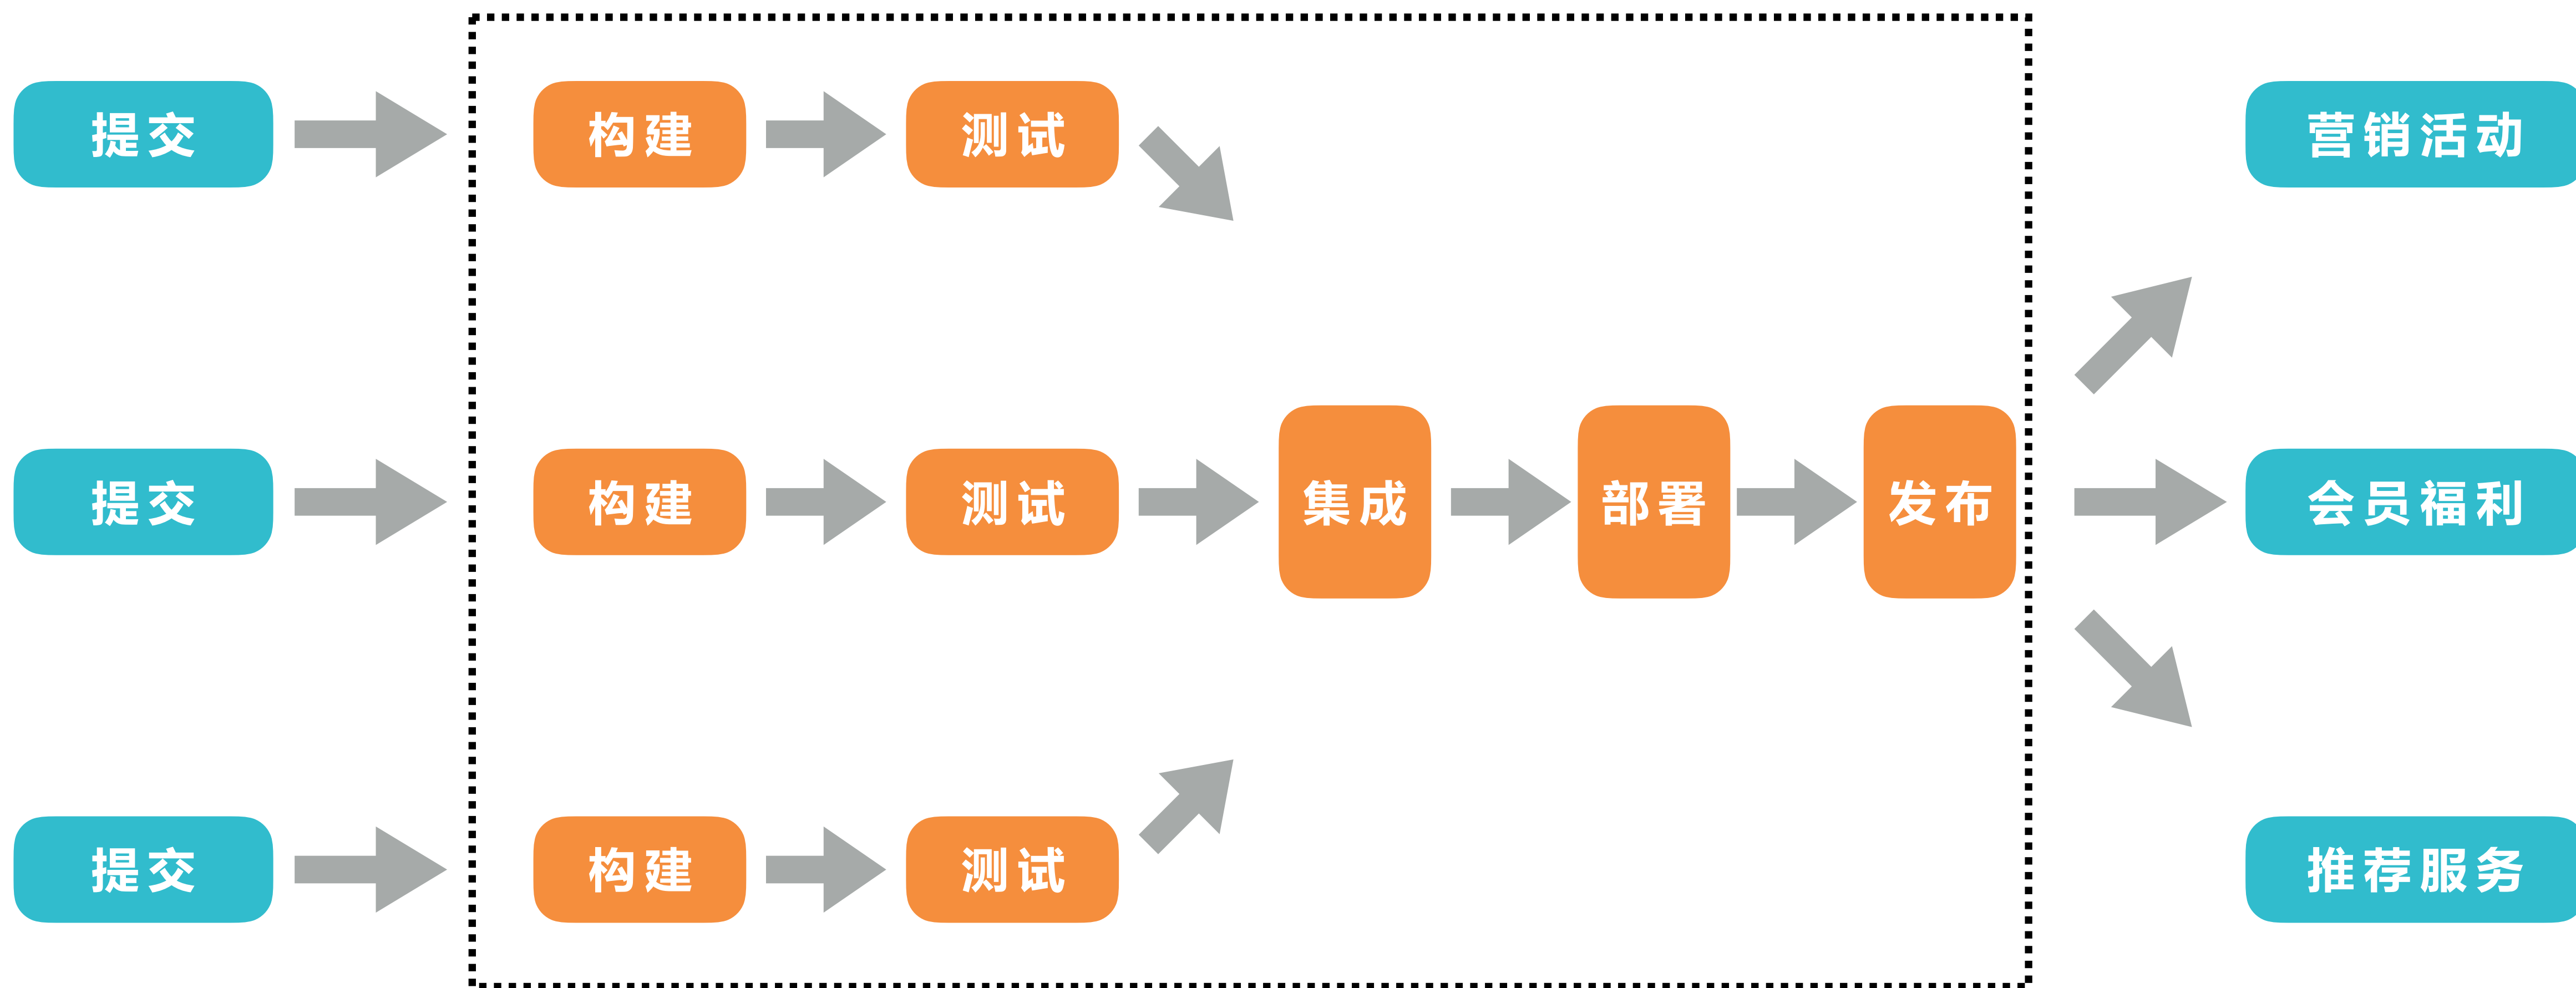 提交
构建
测试
营销活动
提交
构建
测试
集成
部署
发布
会员福利
提交
构建
测试
推荐服务